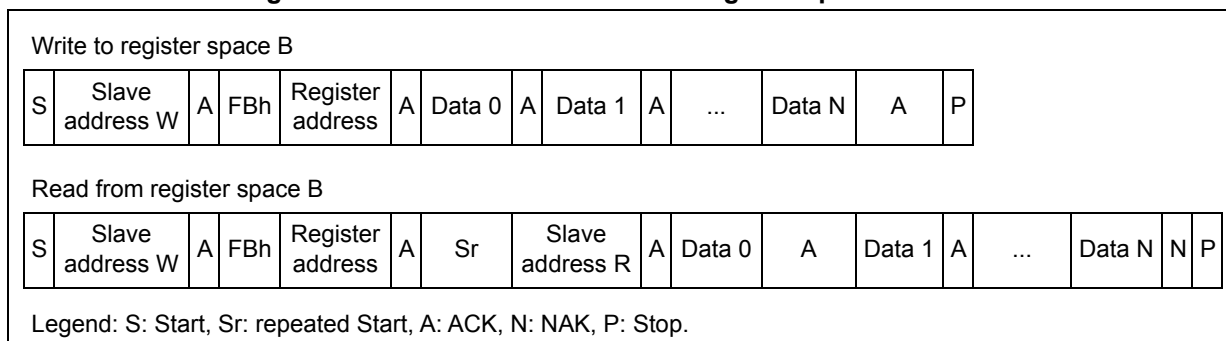 Write to register space B
S Slave address W A FBh Register address A Data 0 A Data 1 A ... Data N A P
Read from register space B
S Slave address W A FBh Register address A Sr Slave address R A Data 0 A Data 1 A ... Data N N P
Legend: S: Start, Sr: repeated Start, A: ACK, N: NAK, P: Stop.